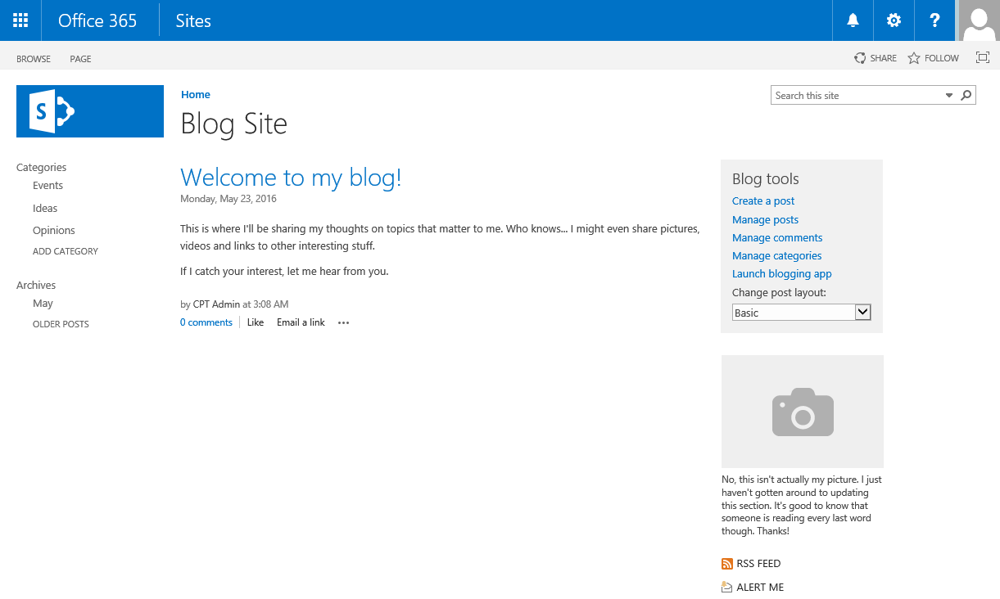 Office 365
Sites
?
BROWSE
PAGE
SHARE
FOLLOW
S
Home
Search this site
Blog Site
Categories
Events
Ideas
Opinions
ADD CATEGORY
Archives
May
OLDER POSTS
Welcome to my blog!
Monday, May 23, 2016
This is where I'll be sharing my thoughts on topics that matter to me. Who knows... I might even share pictures,
videos and links to other interesting stuff.
If I catch your interest, let me hear from you.
by CPT Admin at 3:08 AM
0 comments
Like
Email a link
...
Blog tools
Create a post
Manage posts
Manage comments
Manage categories
Launch blogging app
Change post layout:
Basic
No, this isn't actually my picture. I just
haven't gotten around to updating
this section. It's good to know that
someone is reading every last word
though. Thanks!
RSS FEED
ALERT ME